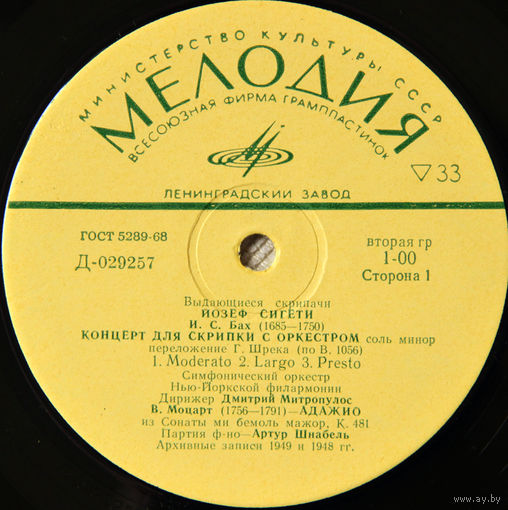 МИНИСТЕРСТВО КУЛЬТУРЫ СССР
МЕЛОДИЯ
ВСЕСОЮЗНАЯ ФИРМА ГРАМПЛАСТИНОК
▽ 33
ЛЕНИНГРАДСКИЙ ЗАВОД
ГОСТ 5289-68
Д-029257
вторая гр
1-00
Сторона 1
Выдающиеся скрипачи
ЙОЗЕФ СИГЕТИ
И. С. Бах (1685—1750)
КОНЦЕРТ ДЛЯ СКРИПКИ С ОРКЕСТРОМ соль минор
переложение Г. Шрека (по В. 1056)
1. Moderato 2. Largo 3. Presto
Симфонический оркестр
Нью-Йоркской филармонии
Дирижер Дмитрий Митропулос
В. Моцарт (1756—1791)—АДАЖИО
из Сонаты ми бемоль мажор, К. 481
Партия ф-но—Артур Шнабель
Архивные записи 1949 и 1948 гг.
www.ay.by